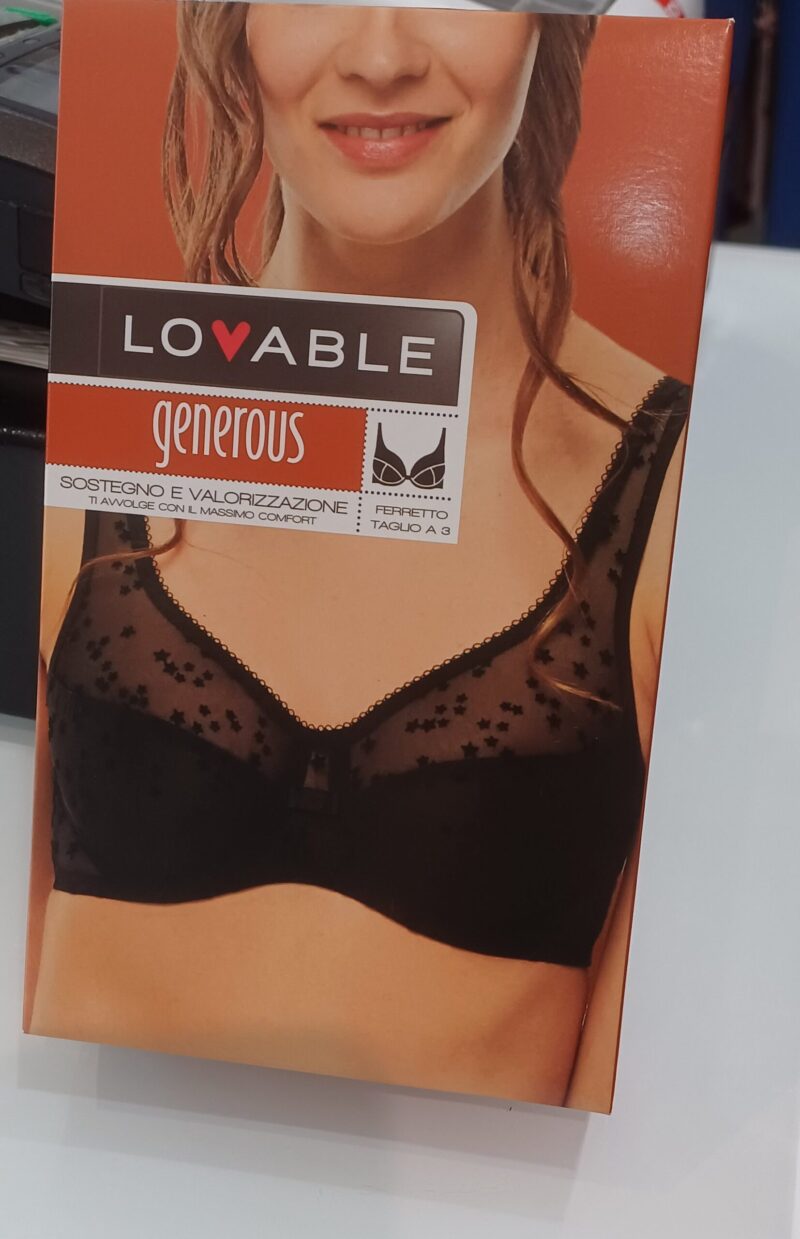 LOVABLE
generous
SOSTEGNO E VALORIZZAZIONE
TI AVVOLGE CON IL MASSIMO COMFORT
FERRETTO
TAGLIO A 3